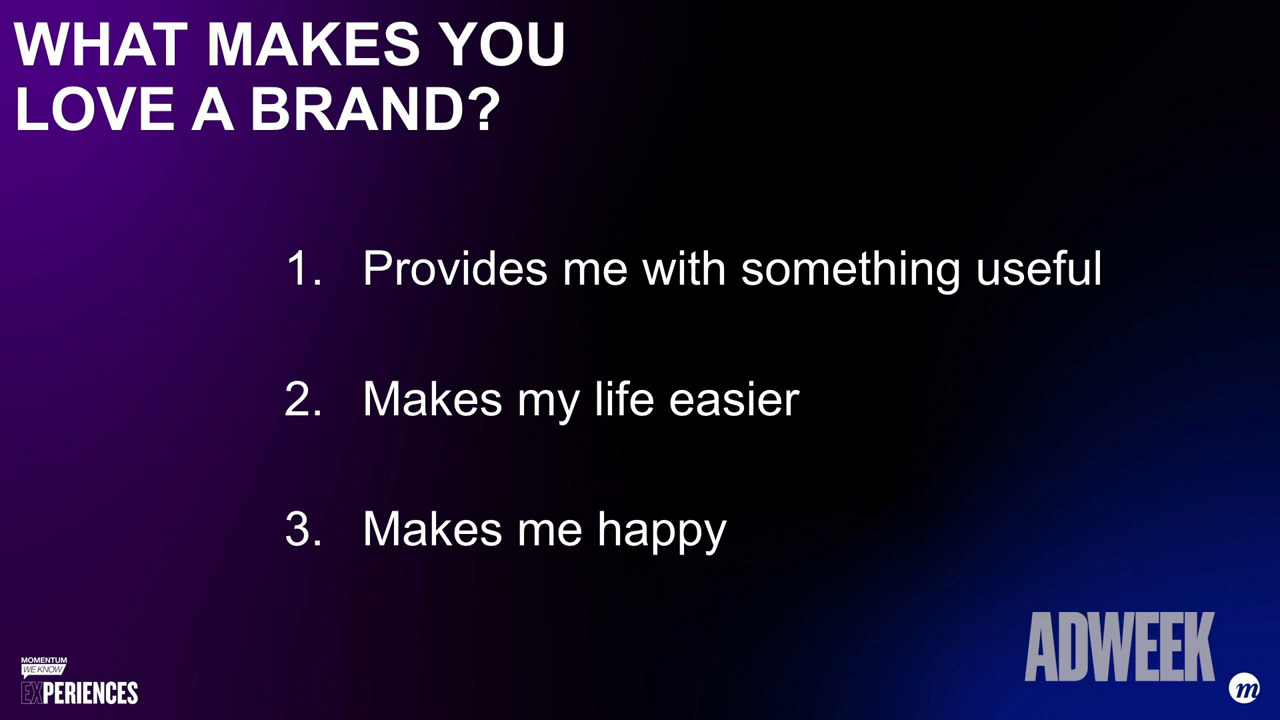 WHAT MAKES YOU
LOVE A BRAND?
1. Provides me with something useful
2. Makes my life easier
3. Makes me happy
MOMENTUM
WE KNOW
EXPERIENCES
ADWEEK
m